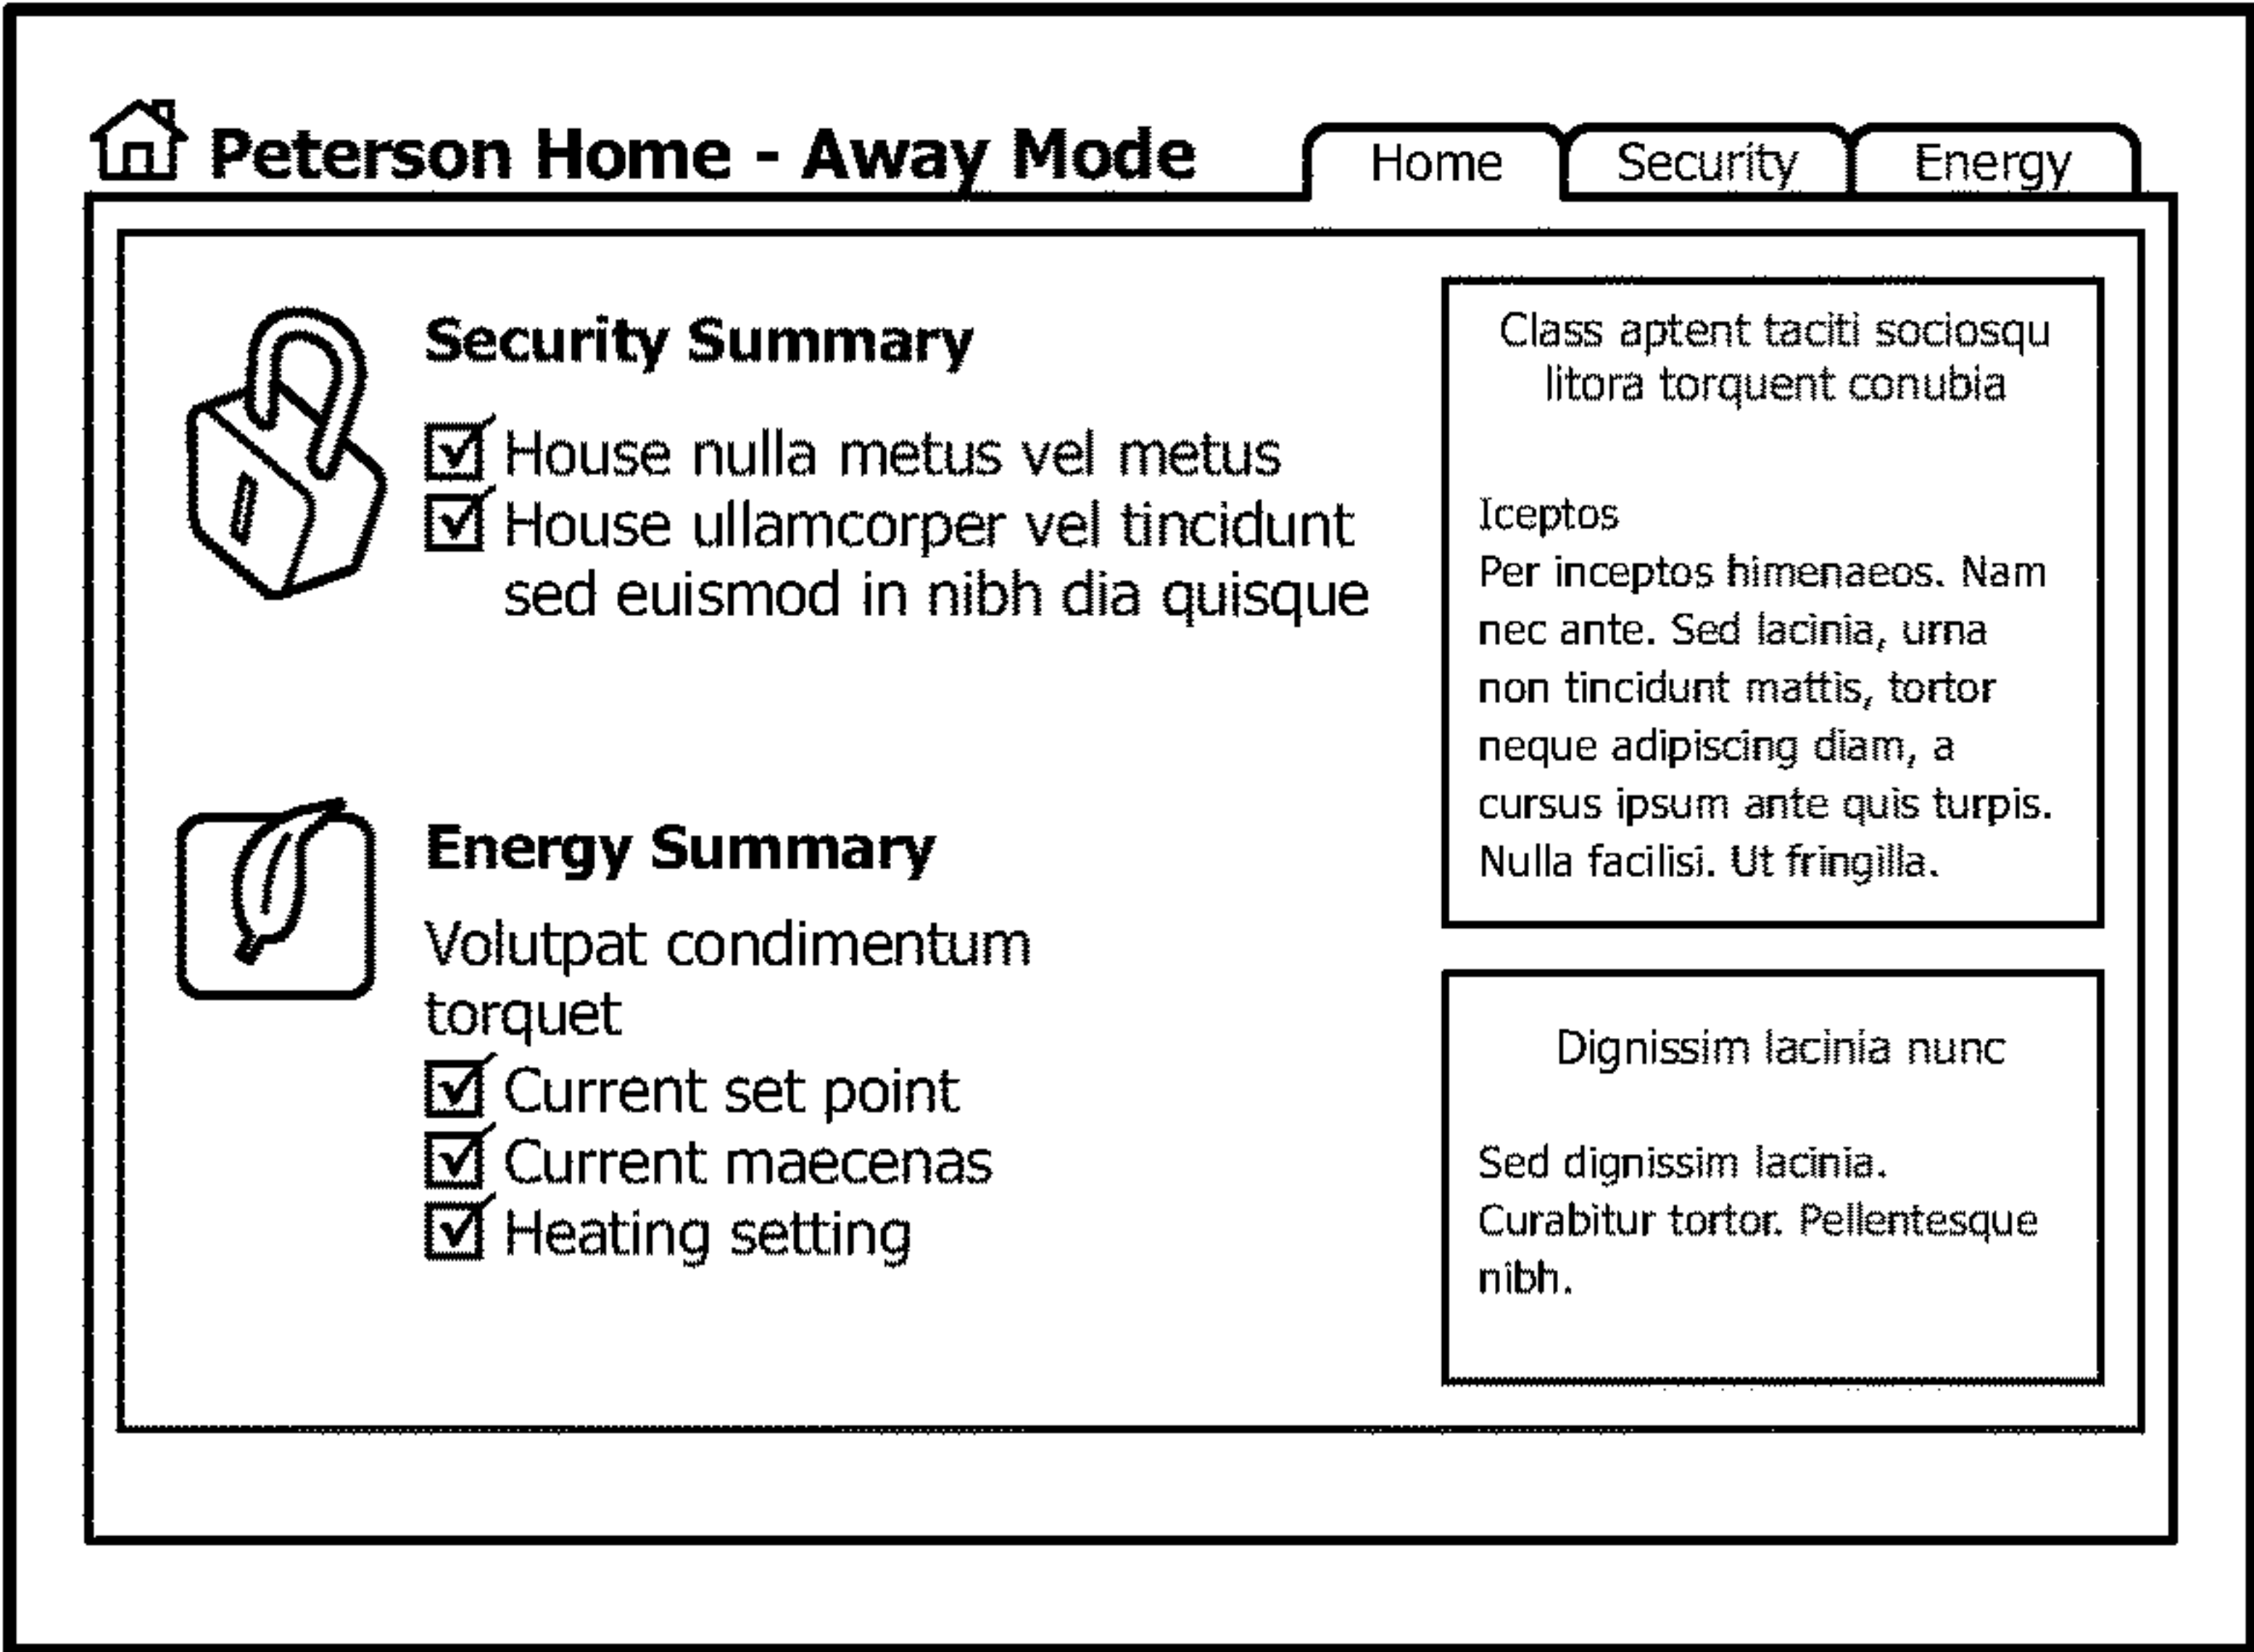 Peterson Home - Away Mode
Home
Security
Energy
Security Summary
House nulla metus vel metus
House ullamcorper vel tincidunt
sed euismod in nibh dia quisque
Energy Summary
Volutpat condimentum
torquet
Current set point
Current maecenas
Heating setting
Class aptent taciti sociosqu
litora torquent conubia
Iceptos
Per inceptos himenaeos. Nam
nec ante. Sed lacinia, urna
non tincidunt mattis, tortor
neque adipiscing diam, a
cursus ipsum ante quis turpis.
Nulla facilisi. Ut fringilla.
Dignissim lacinia nunc
Sed dignissim lacinia.
Curabitur tortor. Pellentesque
nibh.